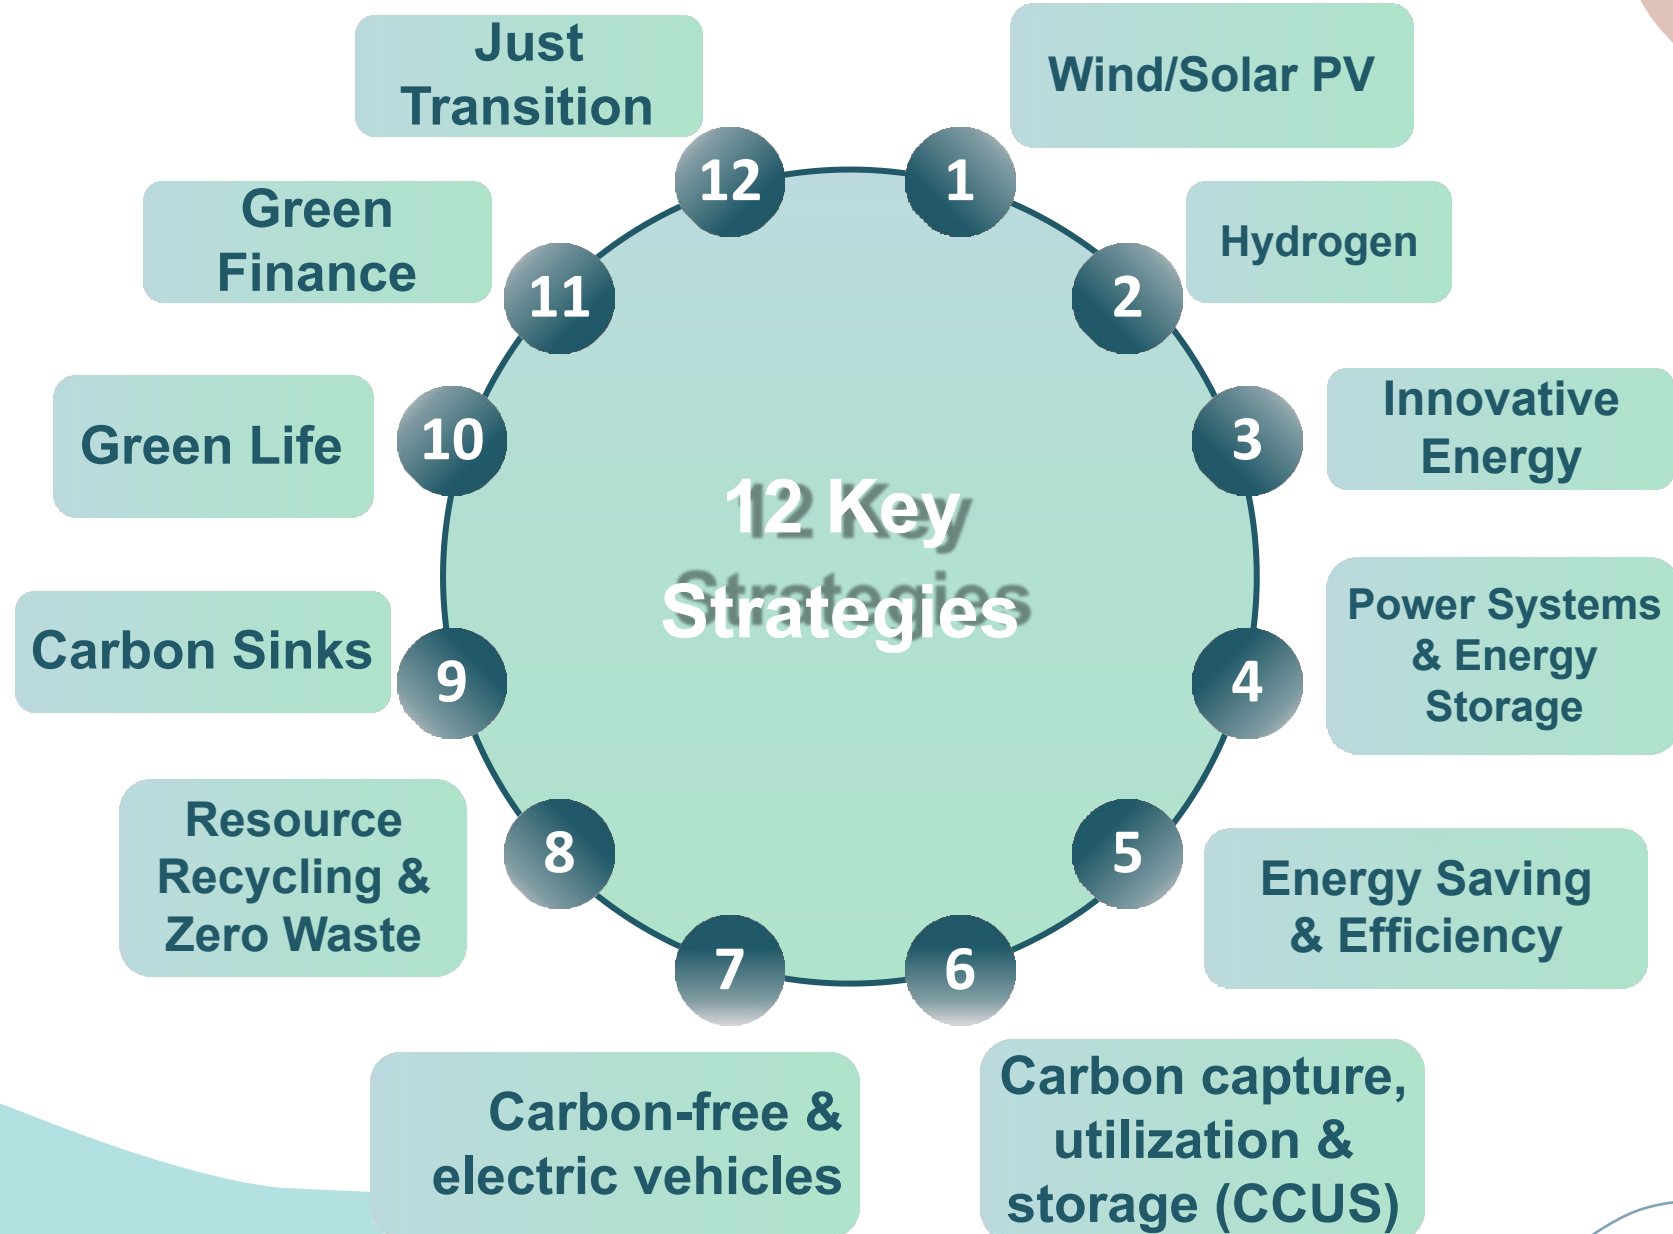 12 Key
Strategies
1
Wind/Solar PV
2
Hydrogen
3
Innovative
Energy
4
Power Systems
& Energy
Storage
5
Energy Saving
& Efficiency
6
Carbon capture,
utilization &
storage (CCUS)
7
Carbon-free &
electric vehicles
8
Resource
Recycling &
Zero Waste
9
Carbon Sinks
10
Green Life
11
Green
Finance
12
Just
Transition